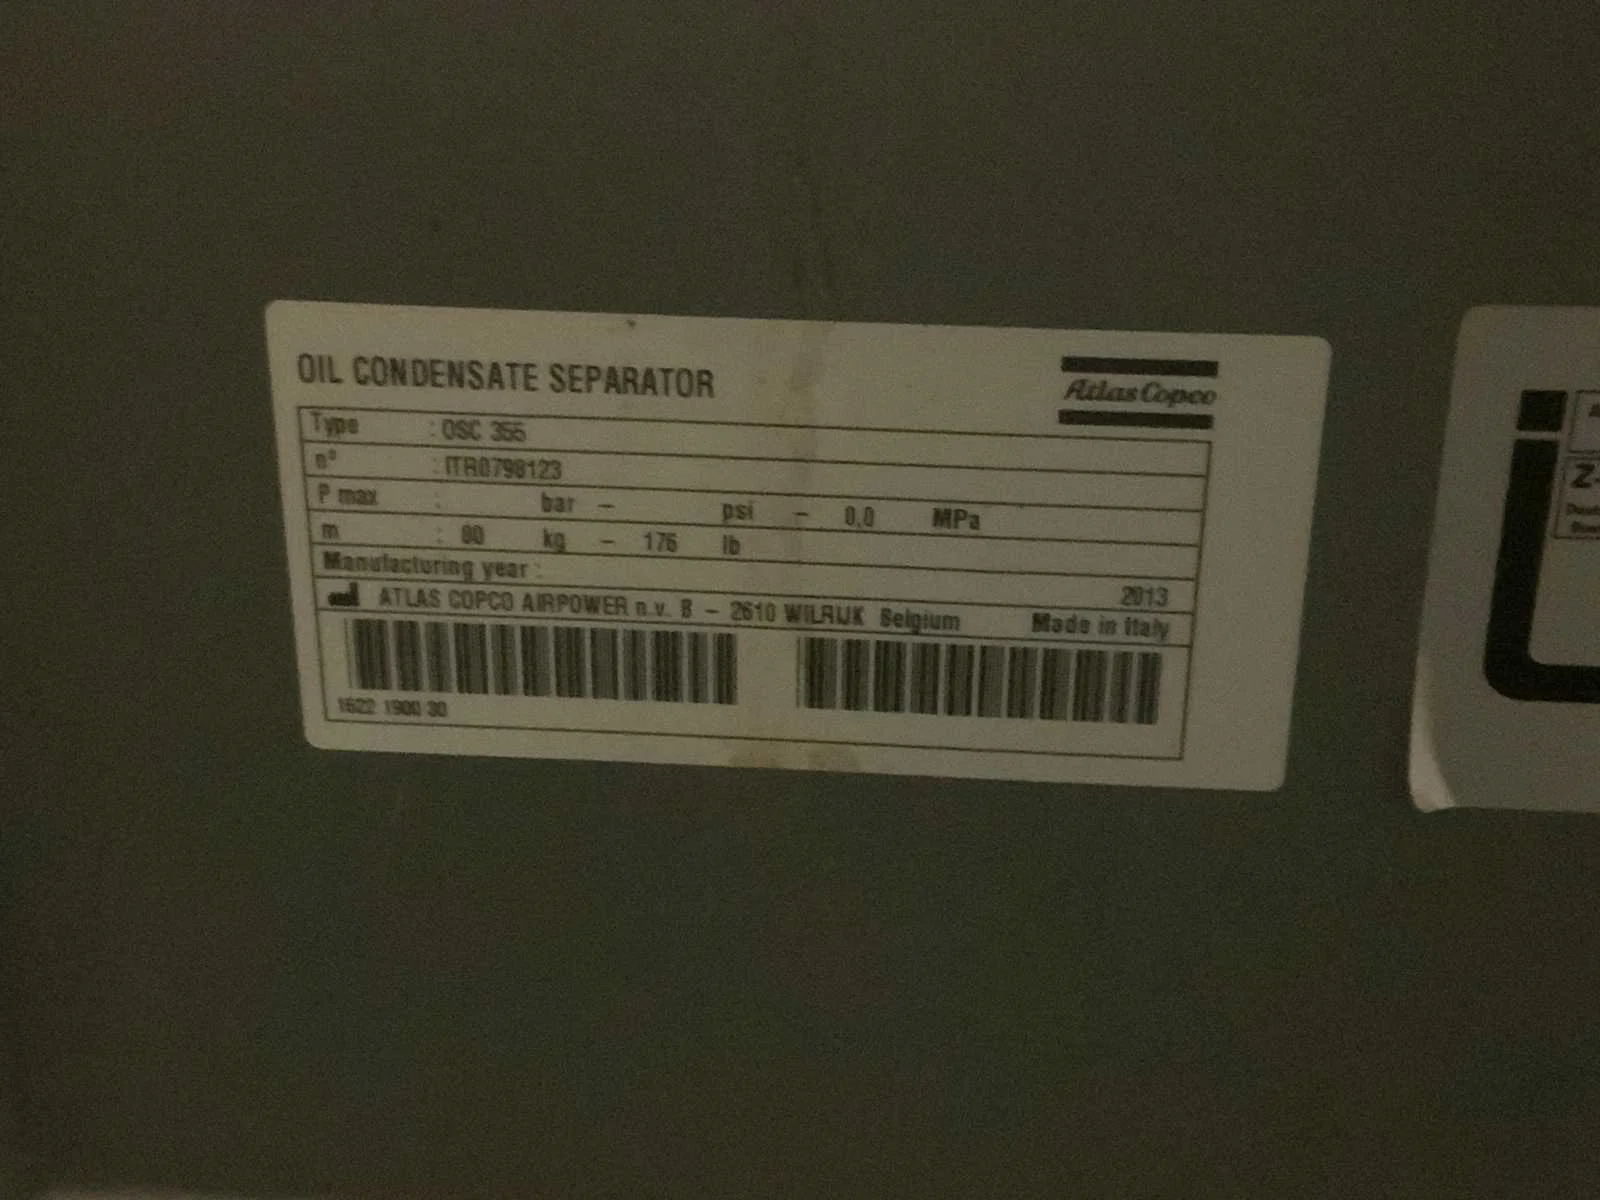 OIL CONDENSATE SEPARATOR
Atlas Copco
Type : OSC 355
n° : ITR0798123
P max : bar – psi – 0,0 MPa
m : 80 kg – 176 lb
Manufacturing year : 2013
ATLAS COPCO AIRPOWER n.v. B – 2610 WILRIJK Belgium Made in Italy
1622 1900 30
Z-